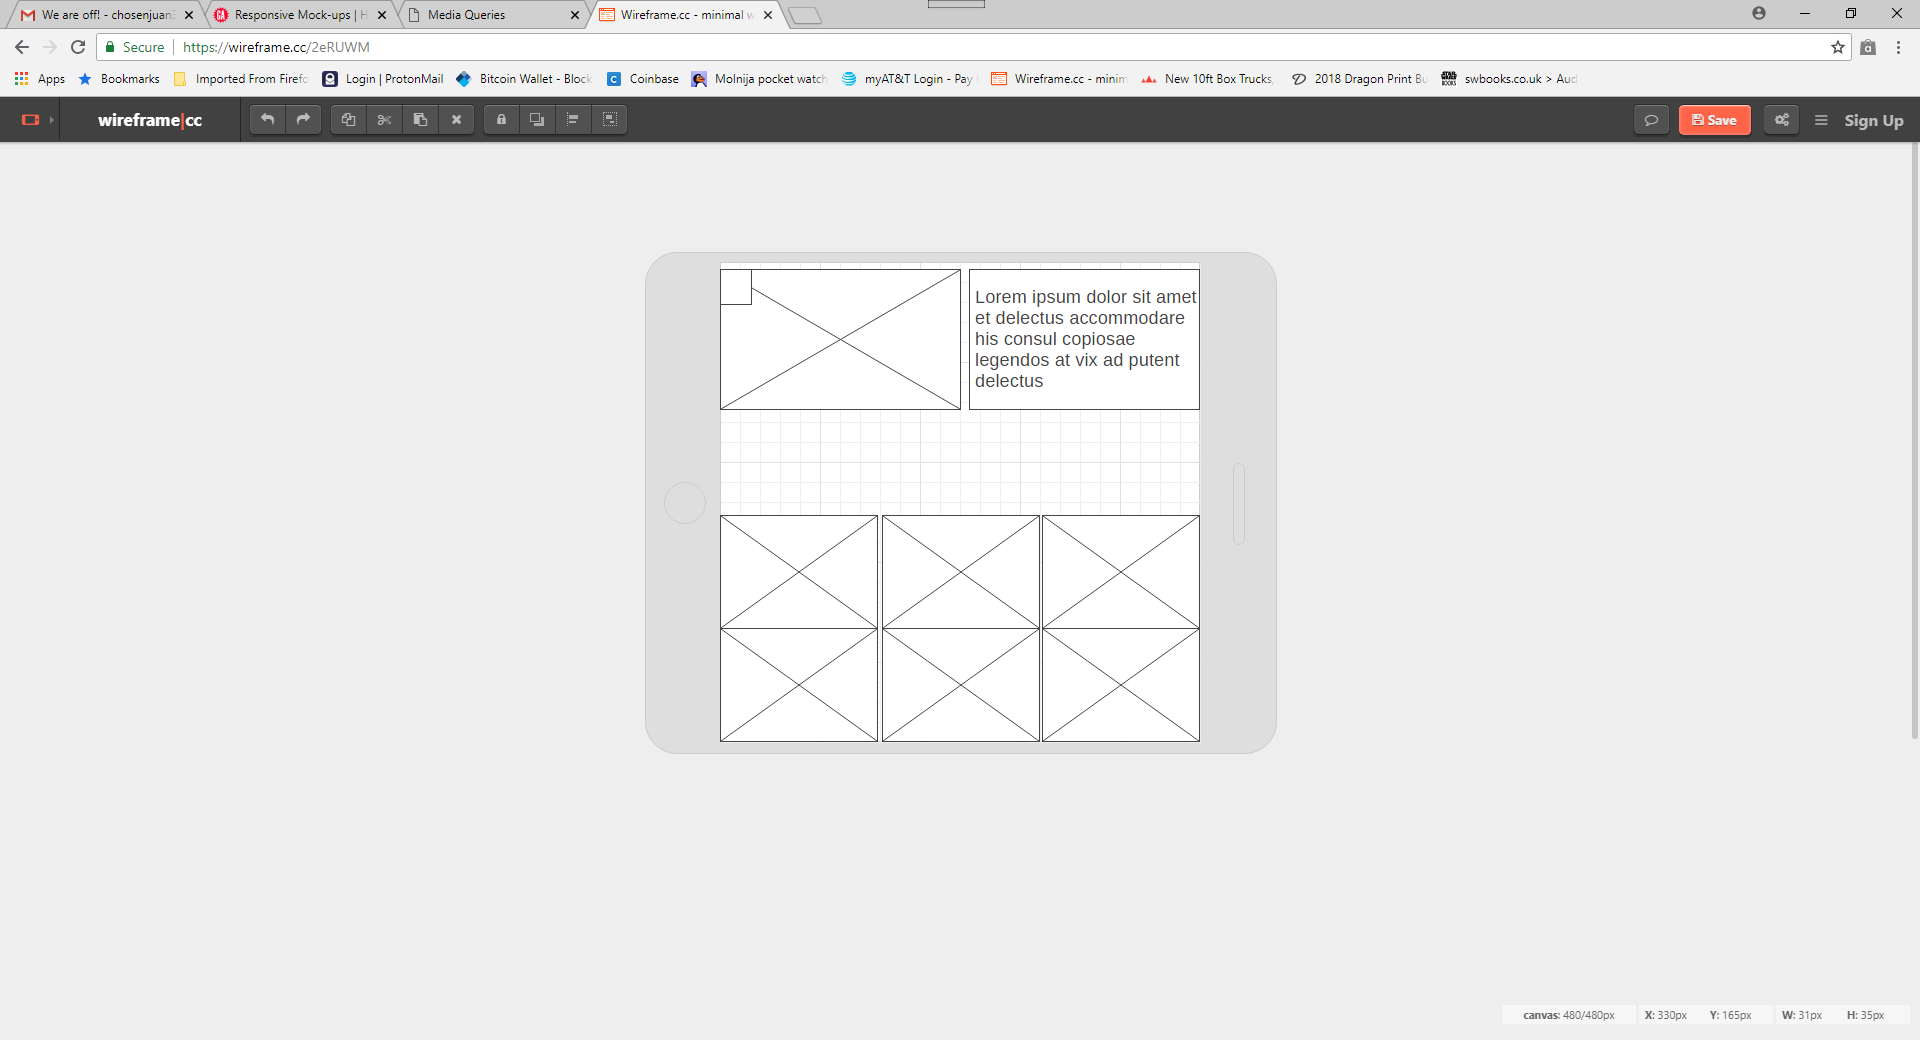 We are off! - chosenjuan
Responsive Mock-ups | H
Media Queries
Wireframe.cc - minimal w
Secure
https://wireframe.cc/2eRUWM
Apps
Bookmarks
Imported From Firefo
Login | ProtonMail
Bitcoin Wallet - Block
Coinbase
Molnija pocket watch
myAT&T Login - Pay
Wireframe.cc - minim
New 10ft Box Trucks,
2018 Dragon Print Bu
swbooks.co.uk > Aud
wireframe|cc
Save
Sign Up
Lorem ipsum dolor sit amet
et delectus accommodare
his consul copiosae
legendos at vix ad putent
delectus
canvas: 480/480px X: 330px Y: 165px W: 31px H: 35px